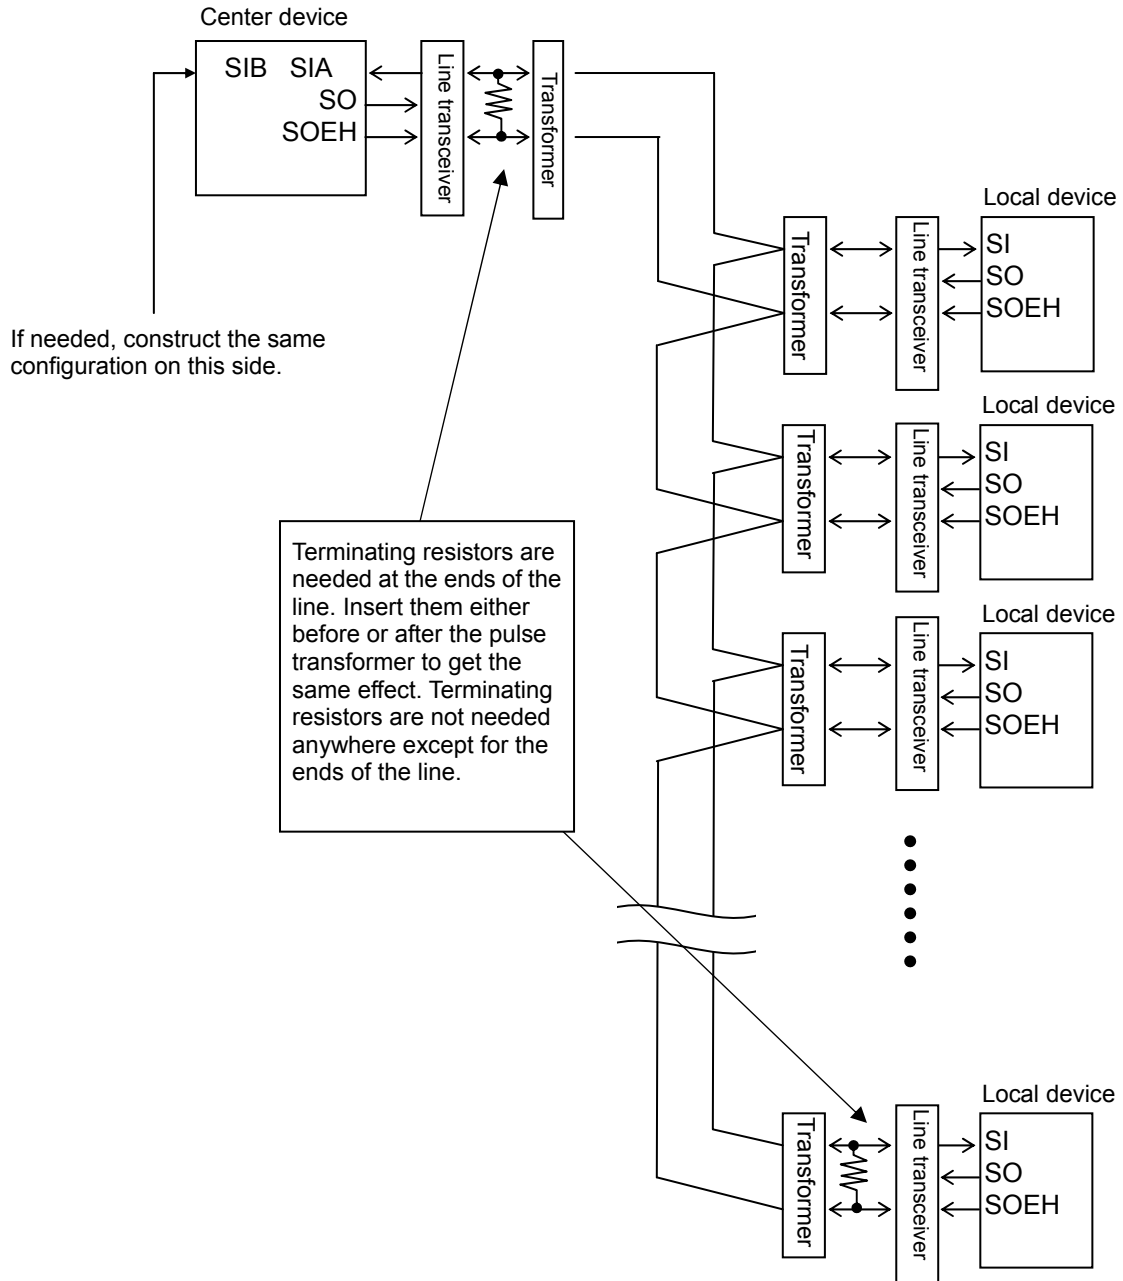 Center device
SIB SIA
SO
SOEH
Line transceiver
Transformer
If needed, construct the same
configuration on this side.
Local device
Transformer
Line transceiver
SI
SO
SOEH
Local device
Transformer
Line transceiver
SI
SO
SOEH
Terminating resistors are
needed at the ends of the
line. Insert them either
before or after the pulse
transformer to get the
same effect. Terminating
resistors are not needed
anywhere except for the
ends of the line.
Local device
Transformer
Line transceiver
SI
SO
SOEH
Local device
Transformer
Line transceiver
SI
SO
SOEH